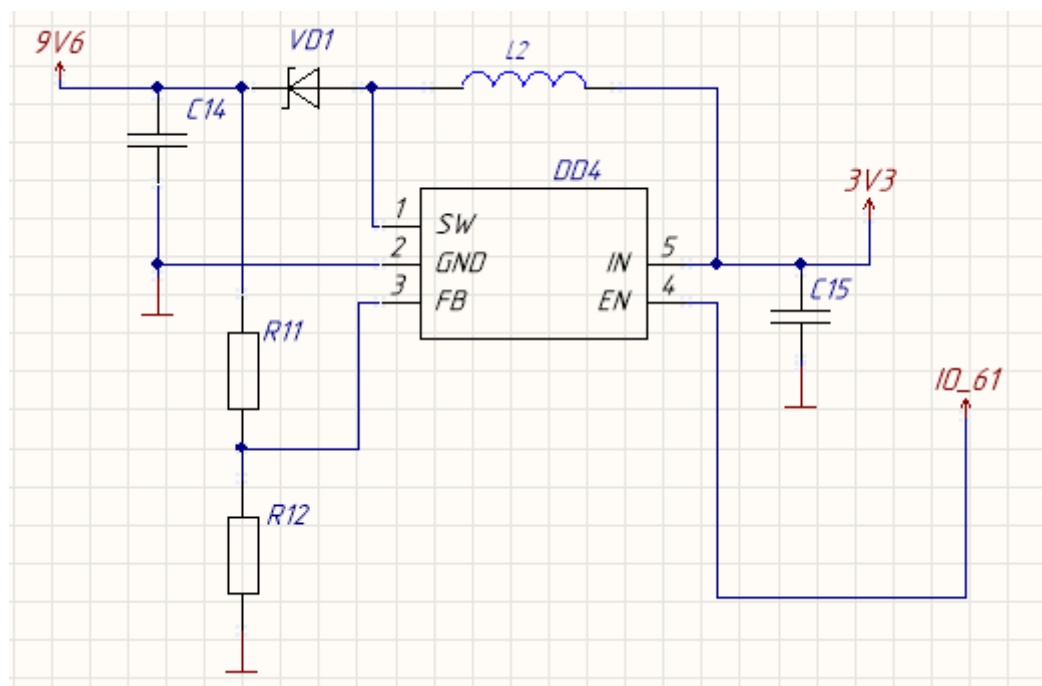 9V6
VD1
L2
C14
DD4
3V3
1
SW
2
GND
IN
5
3
FB
EN
4
C15
R11
IO_61
R12